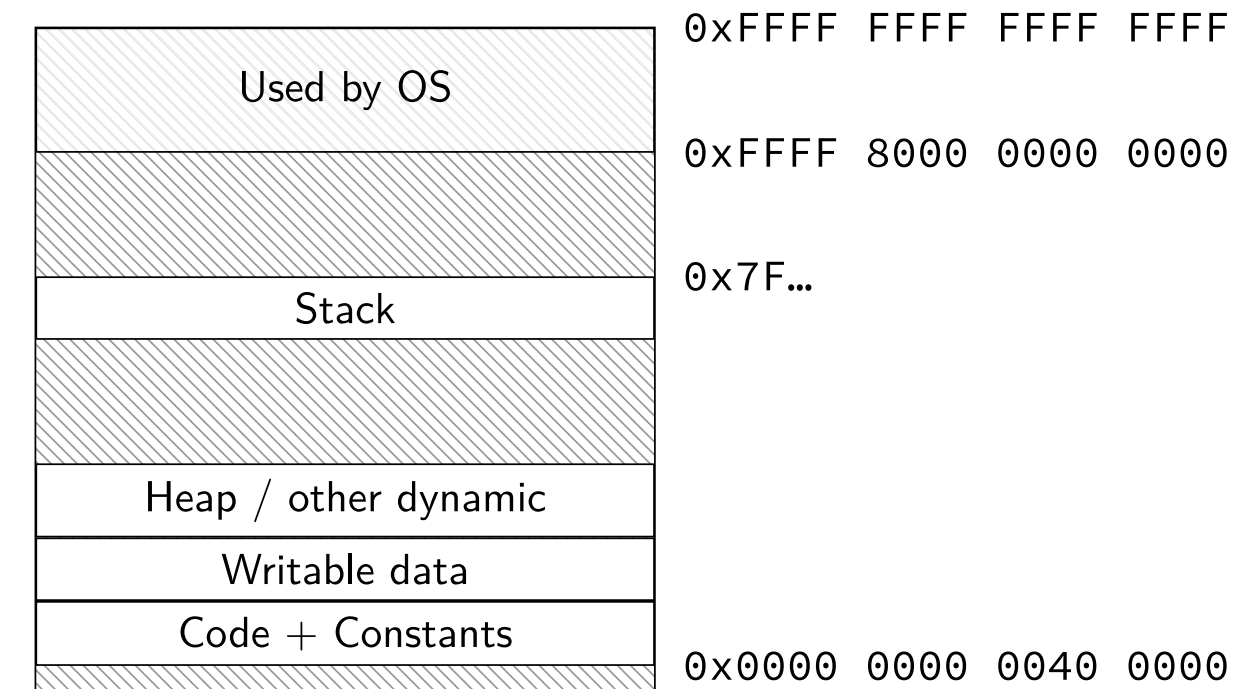 0xFFFF FFFF FFFF FFFF
Used by OS
0xFFFF 8000 0000 0000
0x7F…
Stack
Heap / other dynamic
Writable data
Code + Constants
0x0000 0000 0040 0000